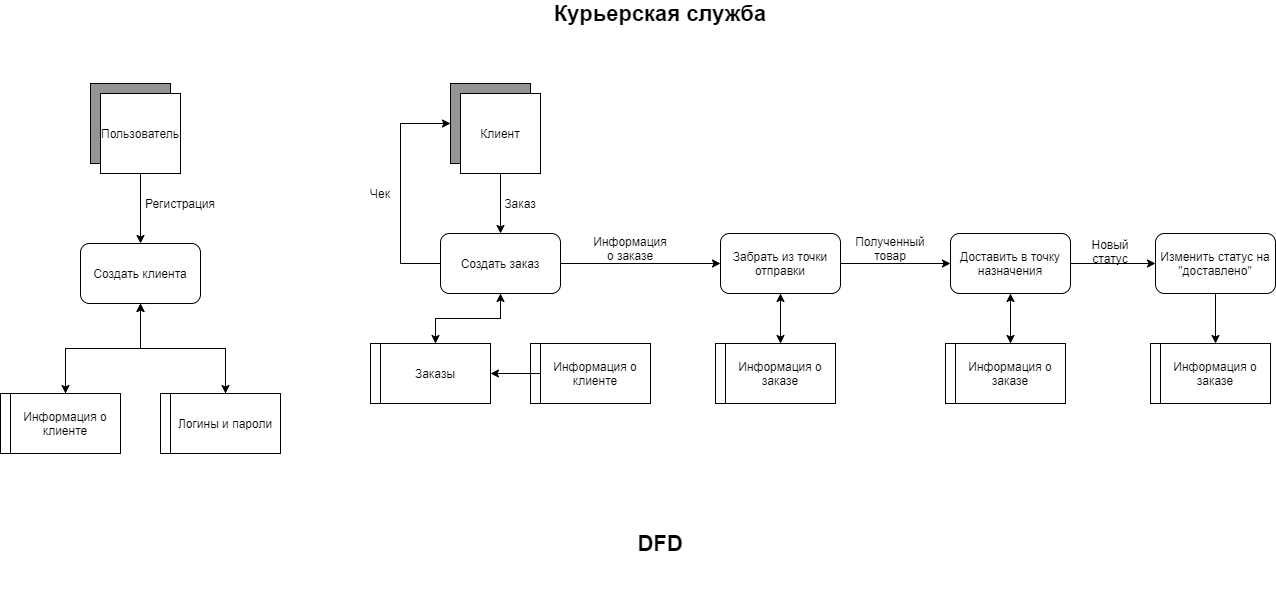 Курьерская служба
Пользователь
Клиент
Чек
Регистрация
Заказ
Создать клиента
Создать заказ
Информация
о заказе
Забрать из точки
отправки
Полученный
товар
Доставить в точку
назначения
Новый
статус
Изменить статус на
"доставлено"
Информация о
клиенте
Логины и пароли
Заказы
Информация о
клиенте
Информация о
заказе
Информация о
заказе
Информация о
заказе
DFD